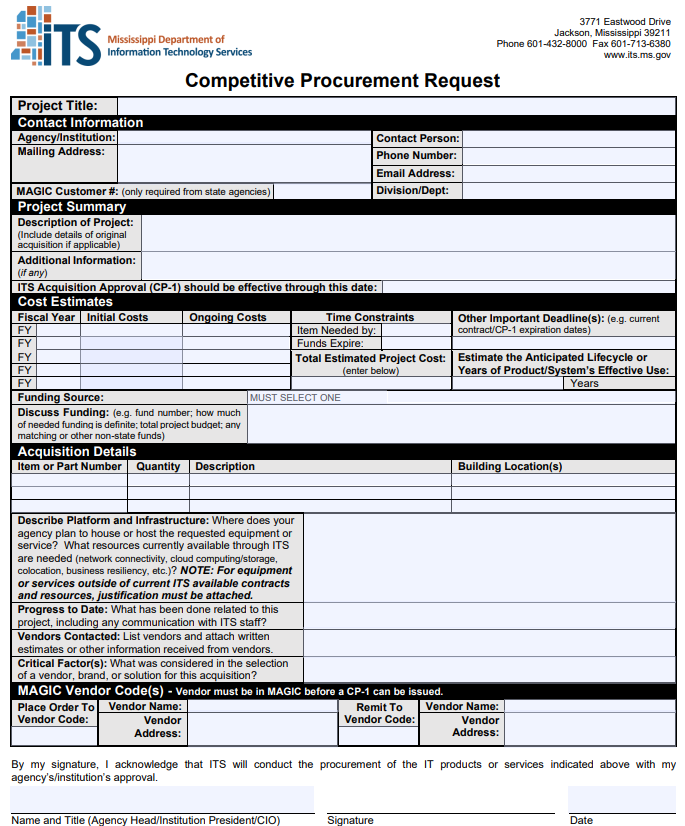 ITS
Mississippi Department of
Information Technology Services
3771 Eastwood Drive
Jackson, Mississippi 39211
Phone 601-432-8000 Fax 601-713-6380
www.its.ms.gov
Competitive Procurement Request
Project Title:
Contact Information
Agency/Institution:
Mailing Address:
MAGIC Customer #: (only required from state agencies)
Contact Person:
Phone Number:
Email Address:
Division/Dept:
Project Summary
Description of Project:
(Include details of original
acquisition if applicable)
Additional Information:
(if any)
ITS Acquisition Approval (CP-1) should be effective through this date:
Cost Estimates
Fiscal Year Initial Costs Ongoing Costs
FY
FY
FY
FY
FY
Time Constraints
Item Needed by:
Funds Expire:
Total Estimated Project Cost:
(enter below)
Other Important Deadline(s): (e.g. current
contract/CP-1 expiration dates)
Estimate the Anticipated Lifecycle or
Years of Product/System's Effective Use:
Years
Funding Source: MUST SELECT ONE
Discuss Funding: (e.g. fund number; how much
of needed funding is definite; total project budget; any
matching or other non-state funds)
Acquisition Details
Item or Part Number Quantity Description Building Location(s)
Describe Platform and Infrastructure: Where does your
agency plan to house or host the requested equipment or
service? What resources currently available through ITS
are needed (network connectivity, cloud computing/storage,
colocation, business resiliency, etc.)? NOTE: For equipment
or services outside of current ITS available contracts
and resources, justification must be attached.
Progress to Date: What has been done related to this
project, including any communication with ITS staff?
Vendors Contacted: List vendors and attach written
estimates or other information received from vendors.
Critical Factor(s): What was considered in the selection
of a vendor, brand, or solution for this acquisition?
MAGIC Vendor Code(s) - Vendor must be in MAGIC before a CP-1 can be issued.
Place Order To
Vendor Code:
Vendor Name:
Vendor
Address:
Remit To
Vendor Code:
Vendor Name:
Vendor
Address:
By my signature, I acknowledge that ITS will conduct the procurement of the IT products or services indicated above with my
agency's/institution's approval.
Name and Title (Agency Head/Institution President/CIO)
Signature
Date